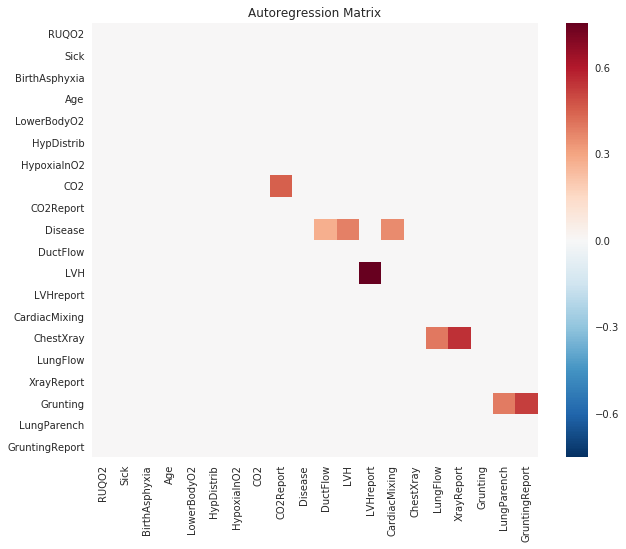 Autoregression Matrix
RUQO2
Sick
BirthAsphyxia
Age
LowerBodyO2
HypDistrib
HypoxiaInO2
CO2
CO2Report
Disease
DuctFlow
LVH
LVHreport
CardiacMixing
ChestXray
LungFlow
XrayReport
Grunting
LungParench
GruntingReport
RUQO2
Sick
BirthAsphyxia
Age
LowerBodyO2
HypDistrib
HypoxiaInO2
CO2
CO2Report
Disease
DuctFlow
LVH
LVHreport
CardiacMixing
ChestXray
LungFlow
XrayReport
Grunting
LungParench
GruntingReport
0.6
0.3
0.0
−0.3
−0.6